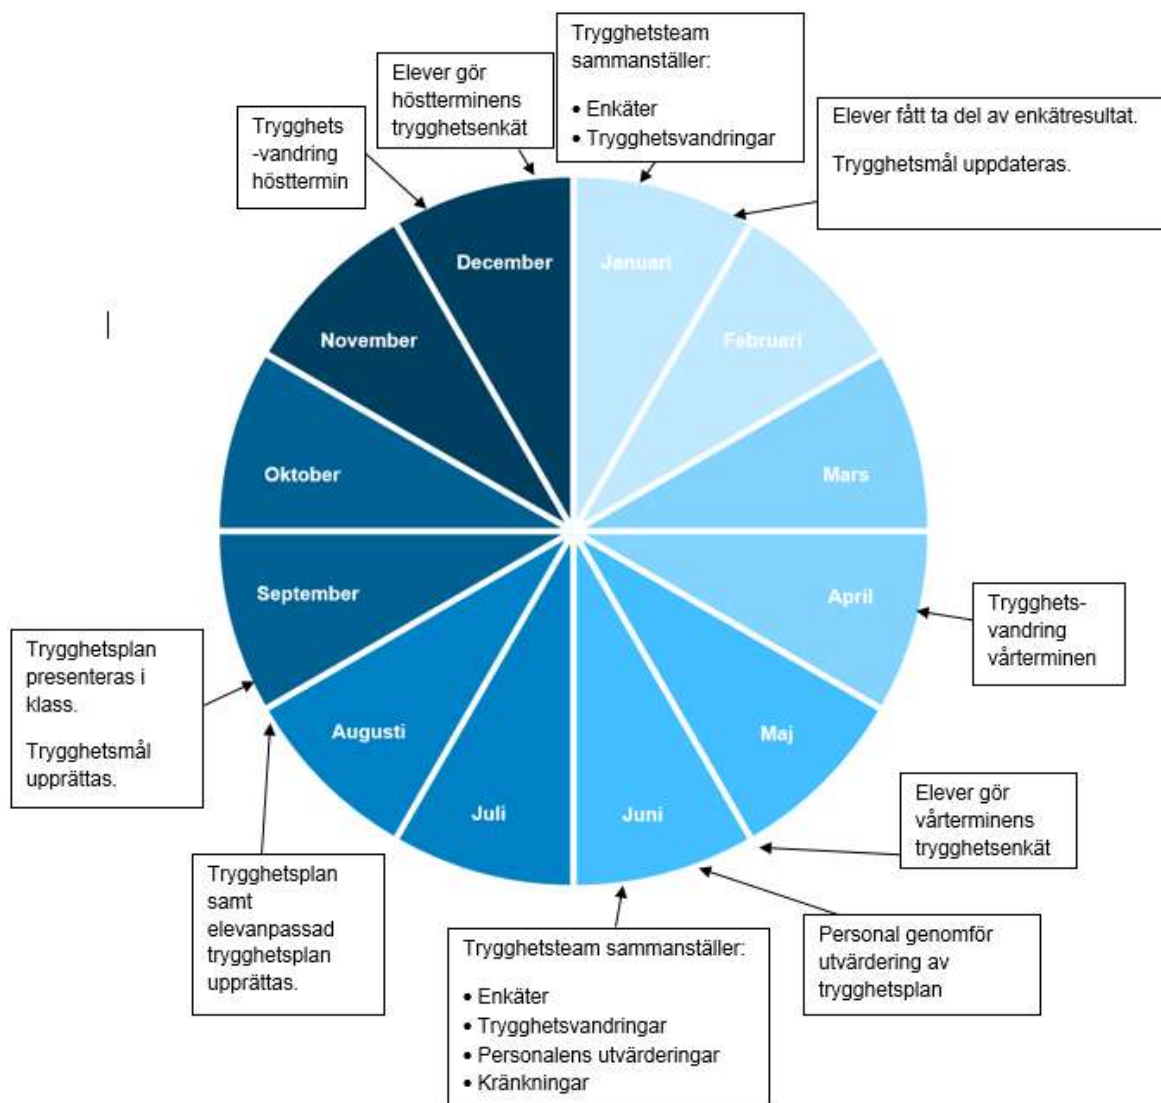 Trygghetsteam
sammanställer:
• Enkäter
• Trygghetsvandringar
Elever gör
höstterminens
trygghetsenkät
Trygghets
-vandring
hösttermin
Elever fått ta del av enkätresultat.
Trygghetsmål uppdateras.
December
Januari
November
Februari
Oktober
Mars
September
April
Augusti
Maj
Juli
Juni
Trygghets-
vandring
vårterminen
Trygghetsplan
presenteras i
klass.
Trygghetsmål
upprättas.
Elever gör
vårterminens
trygghetsenkät
Trygghetsplan
samt
elevanpassad
trygghetsplan
upprättas.
Personal genomför
utvärdering av
trygghetsplan
Trygghetsteam sammanställer:
• Enkäter
• Trygghetsvandringar
• Personalens utvärderingar
• Kränkningar